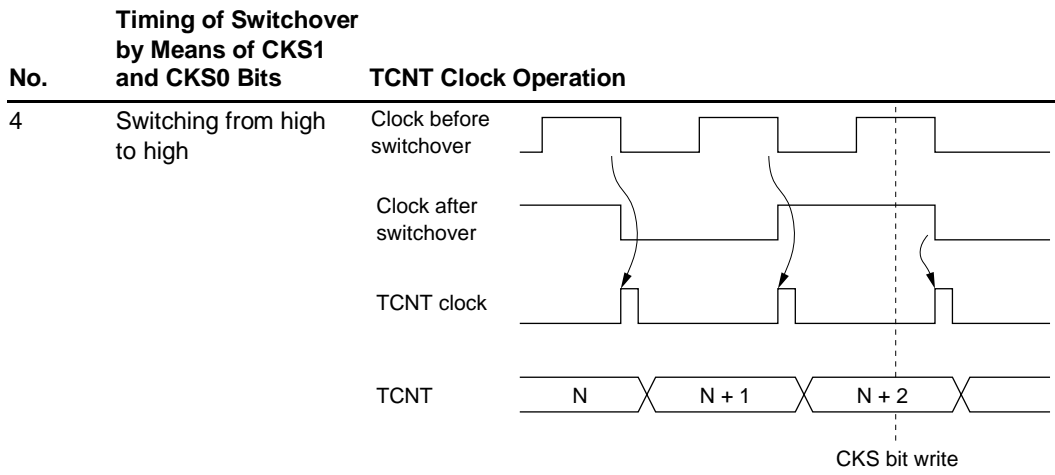 Timing of Switchover
by Means of CKS1
No. and CKS0 Bits TCNT Clock Operation
4 Switching from high
to high
Clock before
switchover
Clock after
switchover
TCNT clock
TCNT N N + 1 N + 2
CKS bit write